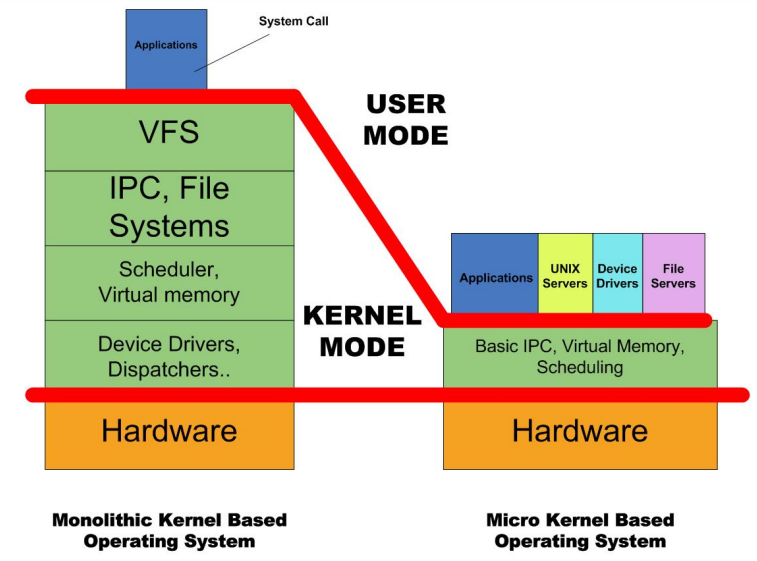 System Call
Applications
USER
MODE
VFS
IPC, File
Systems
Scheduler,
Virtual memory
Device Drivers,
Dispatchers..
KERNEL
MODE
Applications
UNIX
Servers
Device
Drivers
File
Servers
Basic IPC, Virtual Memory,
Scheduling
Hardware
Hardware
Monolithic Kernel Based
Operating System
Micro Kernel Based
Operating System